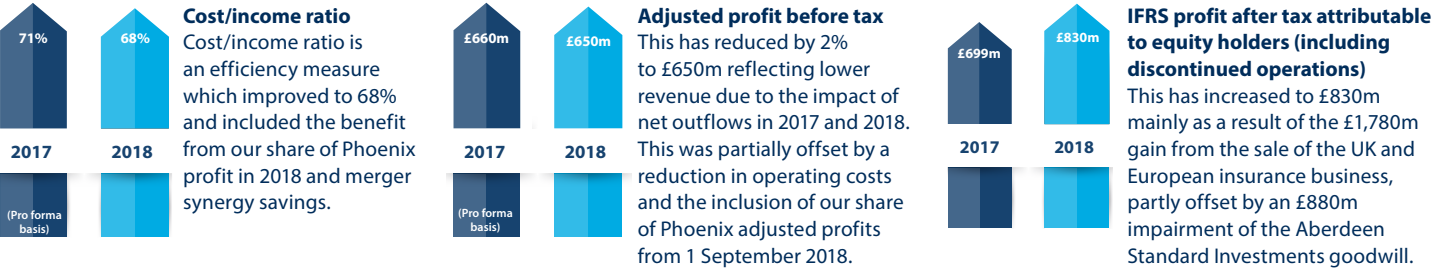 71%
68%
2017
2018
(Pro forma
basis)
Cost/income ratio
Cost/income ratio is
an efficiency measure
which improved to 68%
and included the benefit
from our share of Phoenix
profit in 2018 and merger
synergy savings.
£660m
£650m
2017
2018
(Pro forma
basis)
Adjusted profit before tax
This has reduced by 2%
to £650m reflecting lower
revenue due to the impact of
net outflows in 2017 and 2018.
This was partially offset by a
reduction in operating costs
and the inclusion of our share
of Phoenix adjusted profits
from 1 September 2018.
£699m
£830m
2017
2018
IFRS profit after tax attributable
to equity holders (including
discontinued operations)
This has increased to £830m
mainly as a result of the £1,780m
gain from the sale of the UK and
European insurance business,
partly offset by an £880m
impairment of the Aberdeen
Standard Investments goodwill.